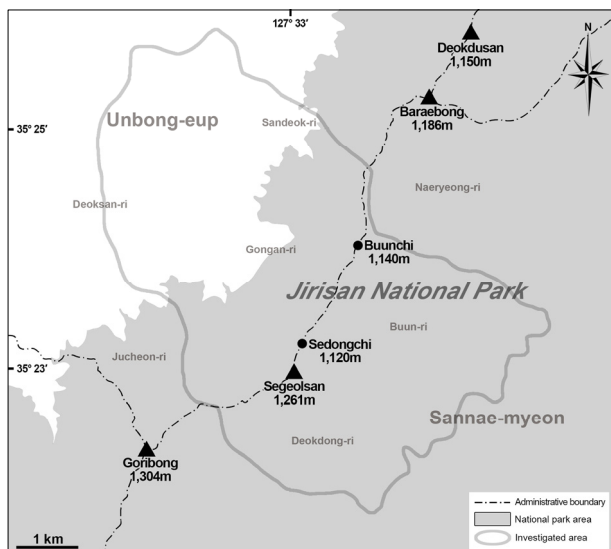 127° 33
Deokdusan
1,150m
N
Baraebong
1,186m
Unbong-eup
Sandeok-ri
35° 25
Naeryeong-ri
Deoksan-ri
Gongan-ri
Buunchi
1,140m
Jirisan National Park
Buun-ri
Sedongchi
1,120m
Jucheon-ri
35° 23
Segeolsan
1,261m
Sannae-myeon
Deokdong-ri
Goribong
1,304m
1 km
Administrative boundary
National park area
Investigated area